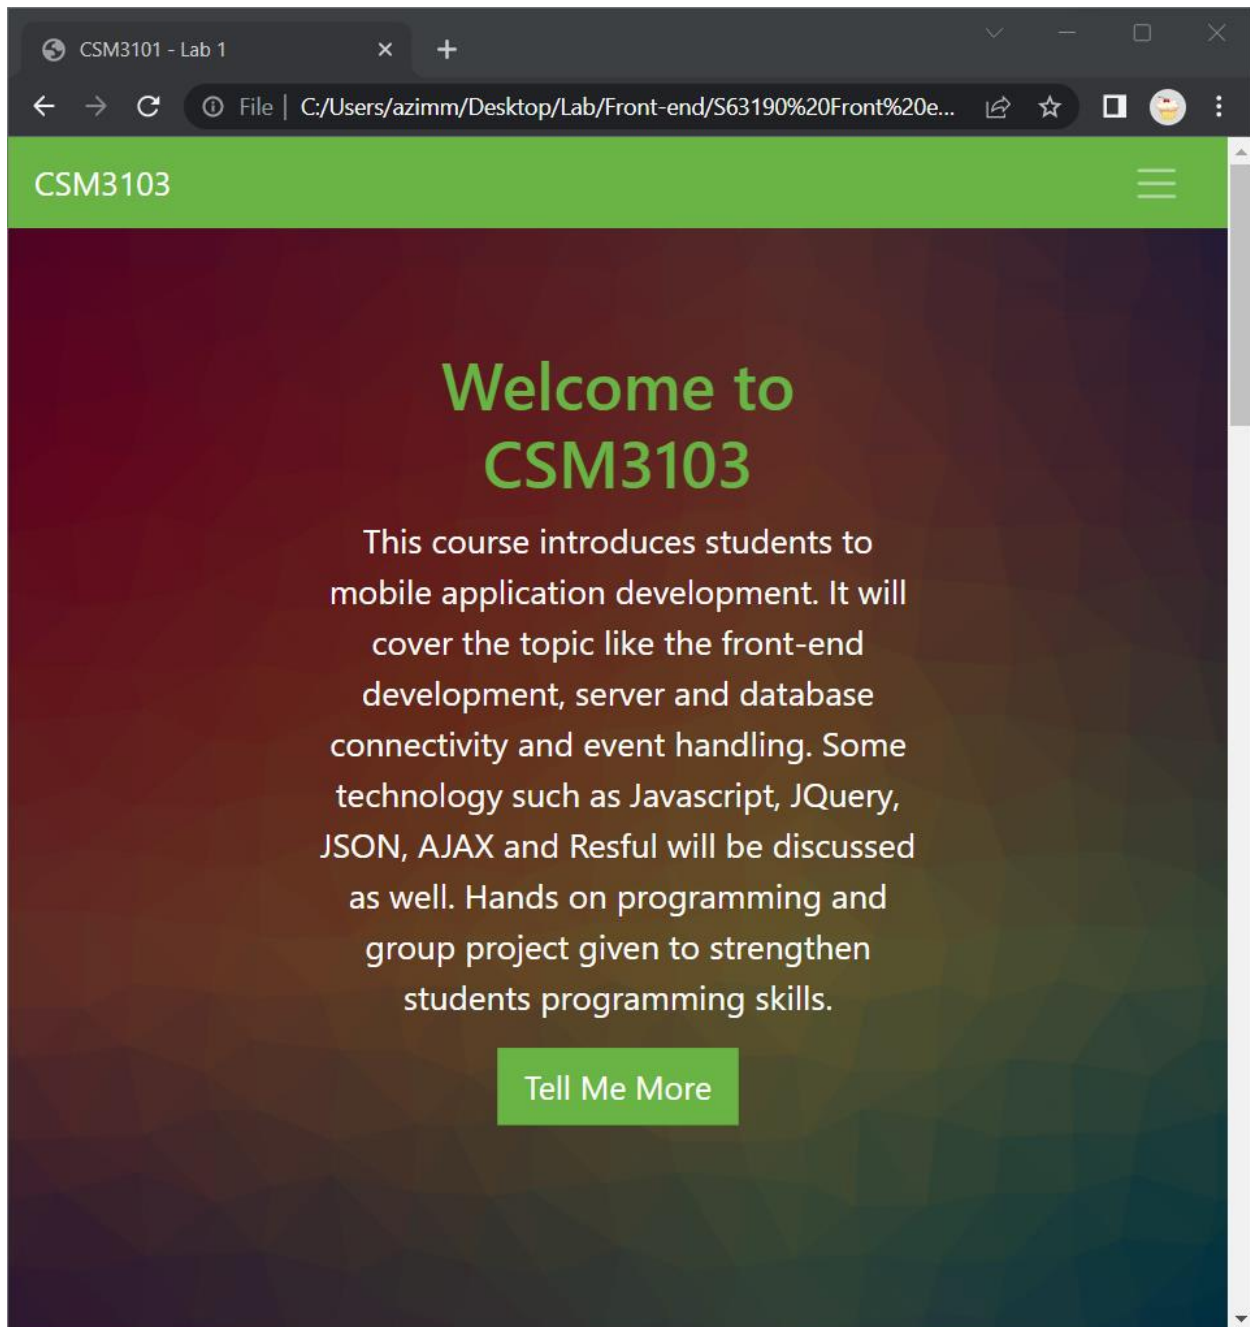 CSM3101 - Lab 1
File | C:/Users/azimm/Desktop/Lab/Front-end/S63190%20Front%20e...
CSM3103
Welcome to
CSM3103
This course introduces students to
mobile application development. It will
cover the topic like the front-end
development, server and database
connectivity and event handling. Some
technology such as Javascript, JQuery,
JSON, AJAX and Resful will be discussed
as well. Hands on programming and
group project given to strengthen
students programming skills.
Tell Me More